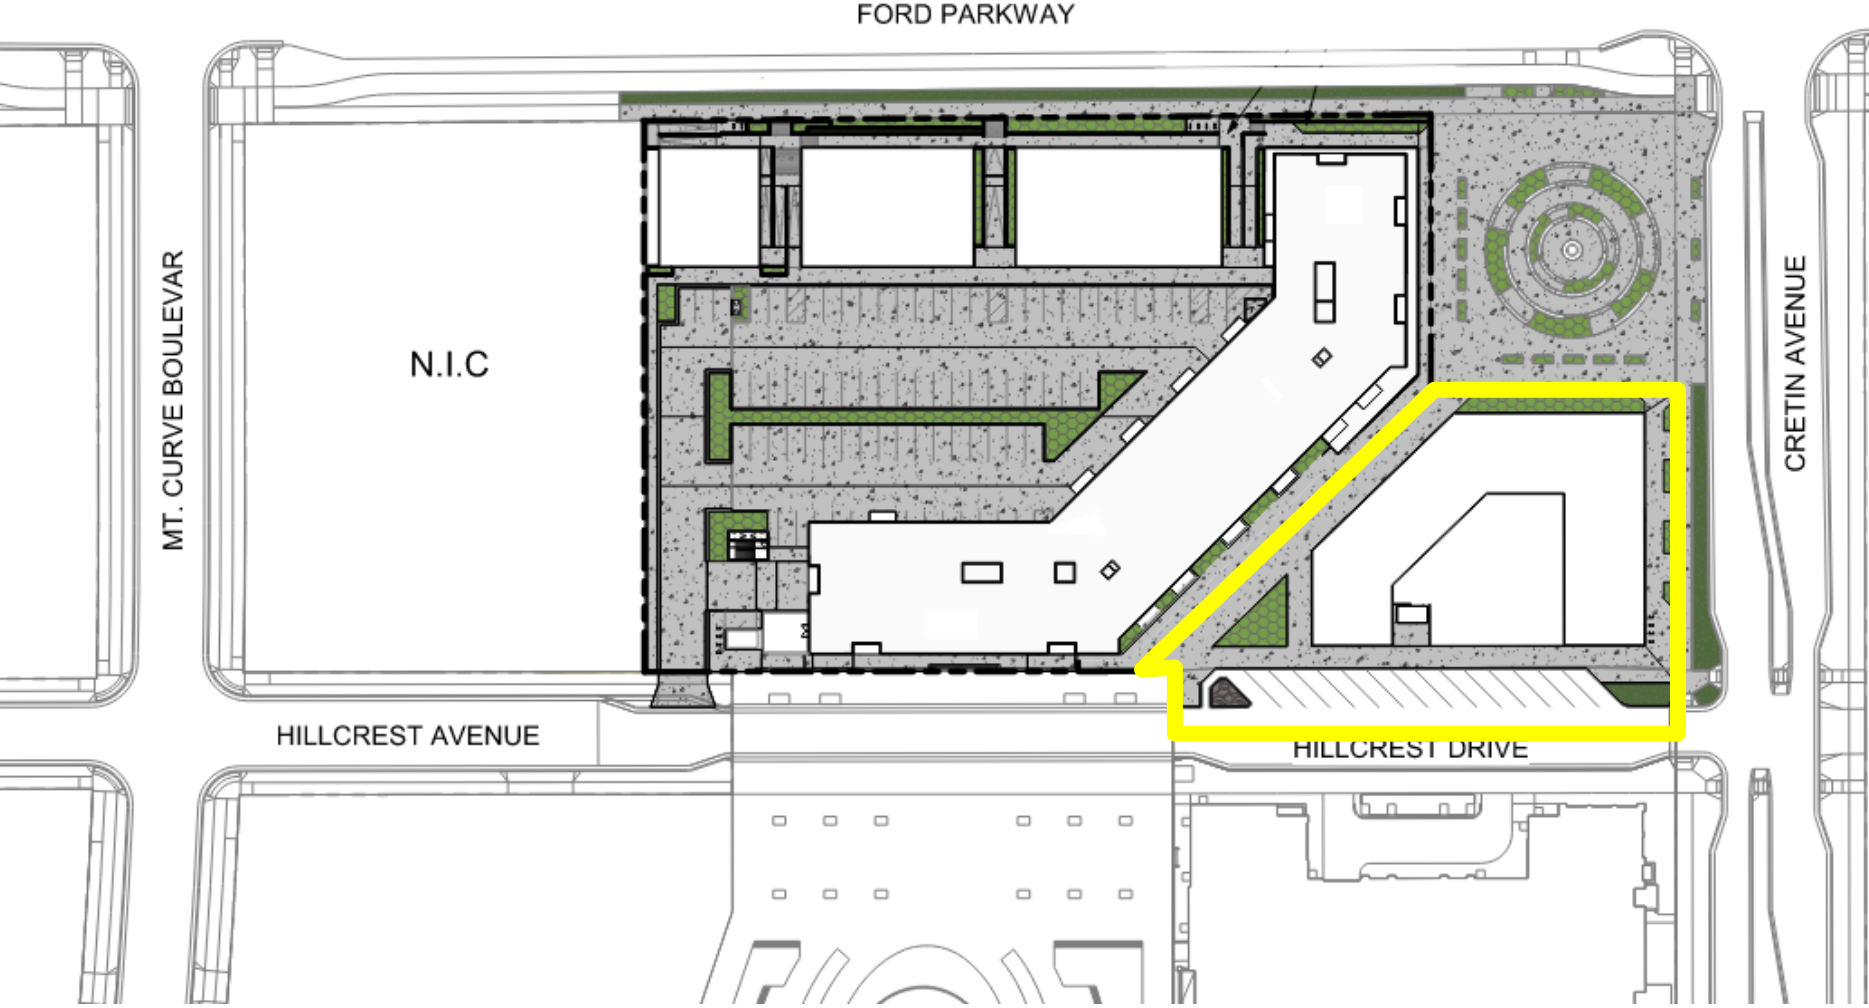 FORD PARKWAY
MT. CURVE BOULEVAR
N.I.C
CRETIN AVENUE
HILLCREST AVENUE
HILLCREST DRIVE